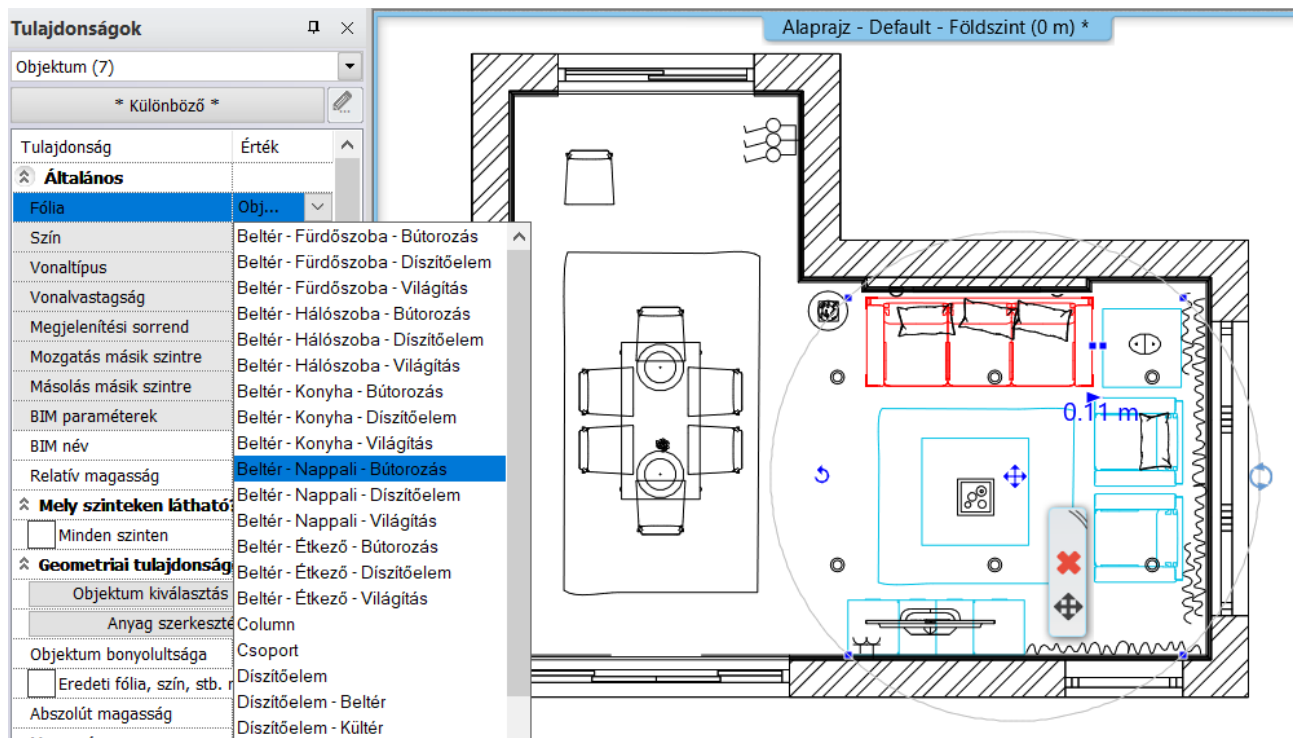 Tulajdonságok
Alaprajz - Default - Földszint (0 m) *
Objektum (7)
* Különböző *
Tulajdonság Érték
Általános
Fólia Obj...
Szín
Vonaltípus
Vonalvastagság
Megjelenítési sorrend
Mozgatás másik szintre
Másolás másik szintre
BIM paraméterek
BIM név
Relatív magasság
Mely szinteken látható?
Minden szinten
Geometriai tulajdonság
Objektum kiválasztás
Anyag szerkeszté
Objektum bonyolultsága
Eredeti fólia, szín, stb.
Abszolút magasság
Beltér - Fürdőszoba - Bútorozás
Beltér - Fürdőszoba - Díszítőelem
Beltér - Fürdőszoba - Világítás
Beltér - Hálószoba - Bútorozás
Beltér - Hálószoba - Díszítőelem
Beltér - Hálószoba - Világítás
Beltér - Konyha - Bútorozás
Beltér - Konyha - Díszítőelem
Beltér - Konyha - Világítás
Beltér - Nappali - Bútorozás
Beltér - Nappali - Díszítőelem
Beltér - Nappali - Világítás
Beltér - Étkező - Bútorozás
Beltér - Étkező - Díszítőelem
Beltér - Étkező - Világítás
Column
Csoport
Díszítőelem
Díszítőelem - Beltér
Díszítőelem - Kültér
0.11 m